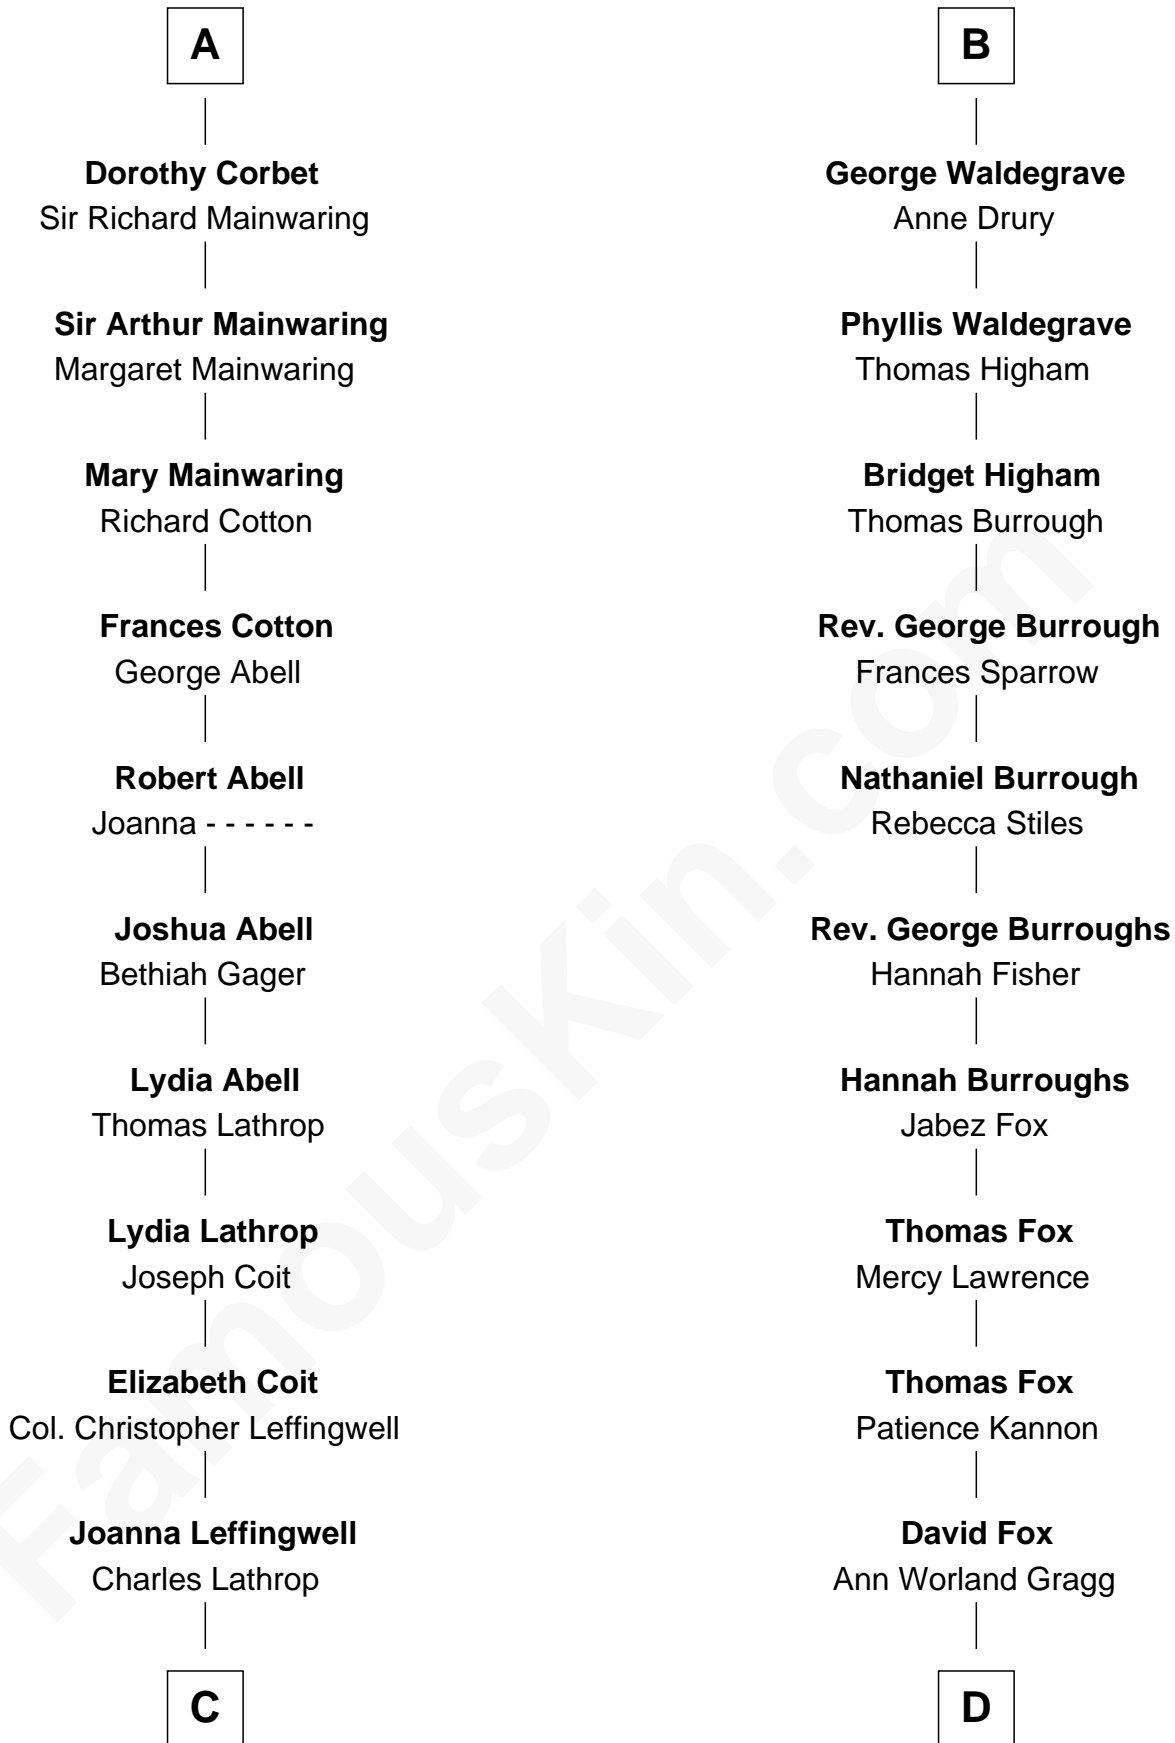 A
Dorothy Corbet
Sir Richard Mainwaring
Sir Arthur Mainwaring
Margaret Mainwaring
Mary Mainwaring
Richard Cotton
Frances Cotton
George Abell
Robert Abell
Joanna - - - - - -
Joshua Abell
Bethiah Gager
Lydia Abell
Thomas Lathrop
Lydia Lathrop
Joseph Coit
Elizabeth Coit
Col. Christopher Leffingwell
Joanna Leffingwell
Charles Lathrop
C
B
George Waldegrave
Anne Drury
Phyllis Waldegrave
Thomas Higham
Bridget Higham
Thomas Burrough
Rev. George Burrough
Frances Sparrow
Nathaniel Burrough
Rebecca Stiles
Rev. George Burroughs
Hannah Fisher
Hannah Burroughs
Jabez Fox
Thomas Fox
Mercy Lawrence
Thomas Fox
Patience Kannon
David Fox
Ann Worland Gragg
D
FamousKin.com